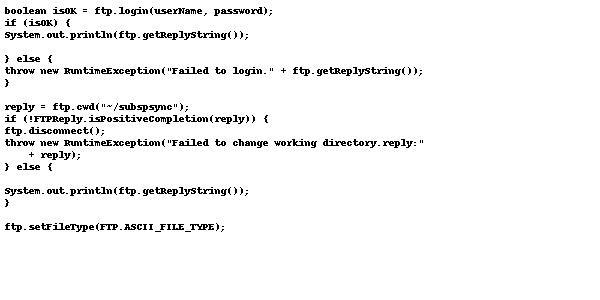 boolean isOK = ftp.login(userName, password);
if (isOK) {
System.out.println(ftp.getReplyString());
} else {
throw new RuntimeException("Failed to login." + ftp.getReplyString());
}
reply = ftp.cwd("~/subspsync");
if (!FTPReply.isPositiveCompletion(reply)) {
ftp.disconnect();
throw new RuntimeException("Failed to change working directory.reply:"
+ reply);
} else {
System.out.println(ftp.getReplyString());
}
ftp.setFileType(FTP.ASCII_FILE_TYPE);